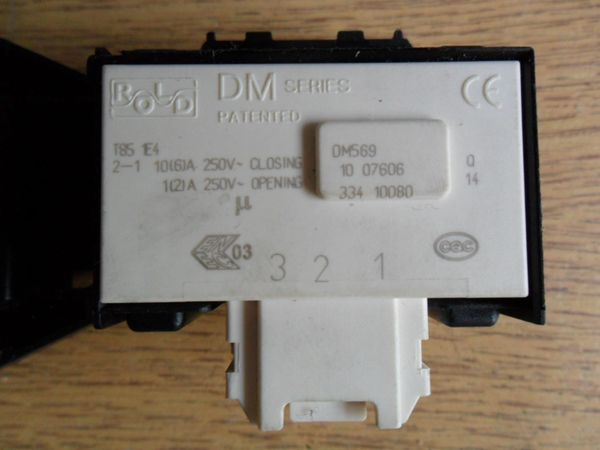 ROLD
DM SERIES
PATENTED
CE
T85 1E4
2-1 10(6)A 250V~ CLOSING
1(2)A 250V~ OPENING
µ
DM569
10 07606
334 10080
Q
14
03
3 2 1
cqc